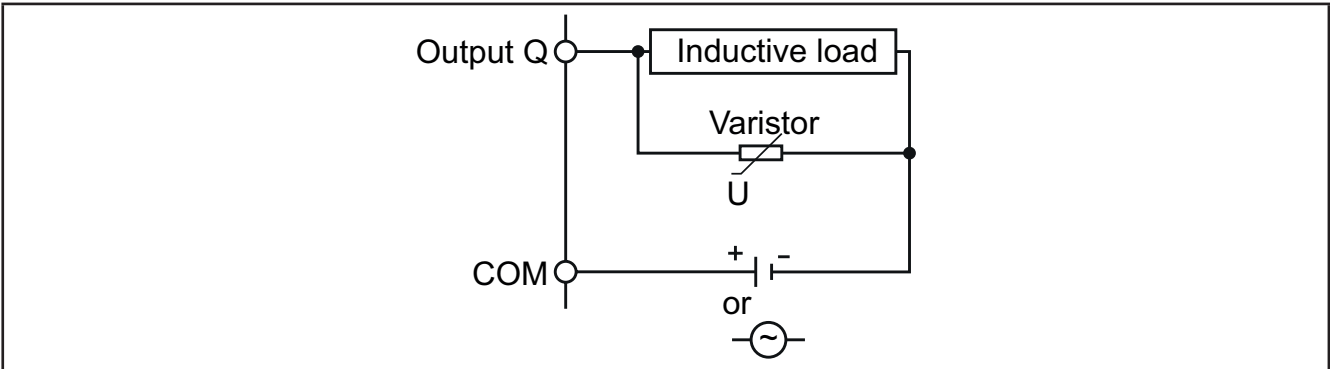 Output Q
Inductive load
Varistor
U
COM
+ -
or
~